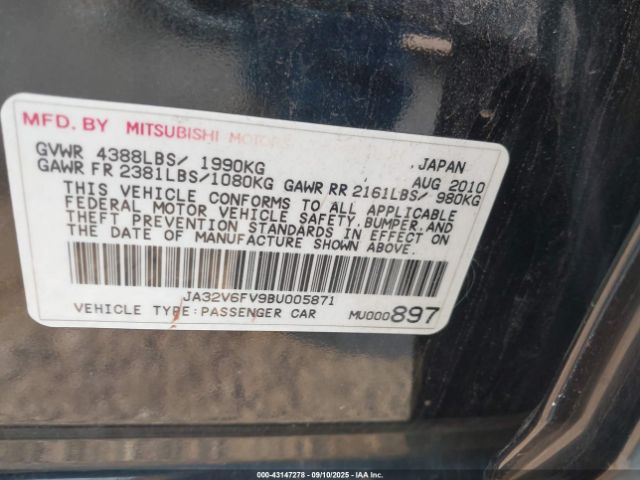 MFD. BY MITSUBISHI MOTORS JAPAN
GVWR 4388LBS/ 1990KG AUG 2010
GAWR FR 2381LBS/1080KG GAWR RR 2161LBS/ 980KG
THIS VEHICLE CONFORMS TO ALL APPLICABLE
FEDERAL MOTOR VEHICLE SAFETY, BUMPER, AND
THEFT PREVENTION STANDARDS IN EFFECT ON
THE DATE OF MANUFACTURE SHOWN ABOVE.
JA32V6FV9BU005871
VEHICLE TYPE:PASSENGER CAR MU000897
00-43147278 - 09/10/2025 - Copyright © IAA, Inc.